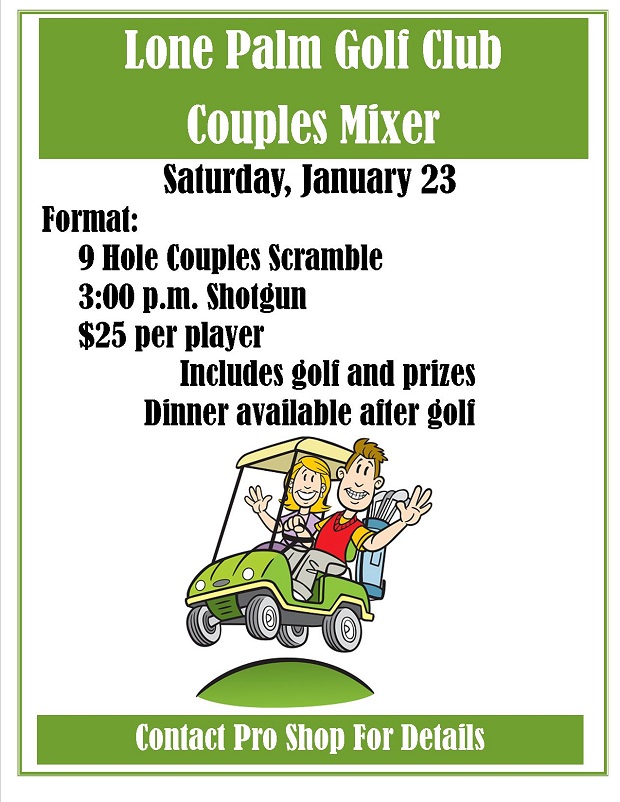 Lone Palm Golf Club
Couples Mixer
Saturday, January 23
Format:
9 Hole Couples Scramble
3:00 p.m. Shotgun
$25 per player
Includes golf and prizes
Dinner available after golf
Contact Pro Shop For Details